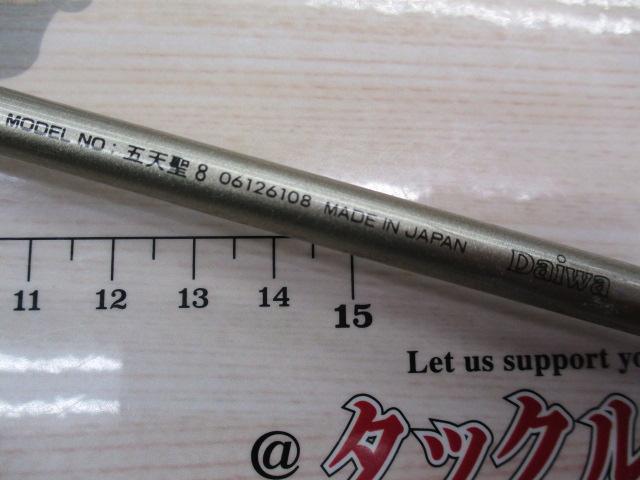 MODEL NO.: 五天聖 8 06126108 MADE IN JAPAN Daiwa
11 12 13 14 15
Let us support yo
@タックル